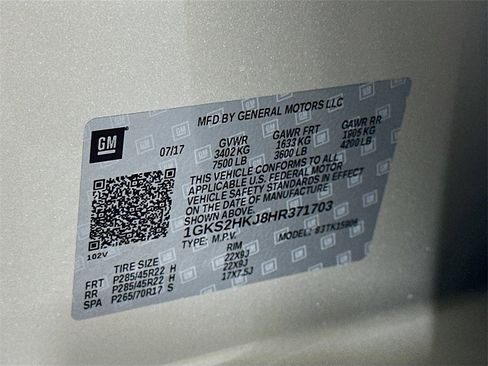 MFD BY GENERAL MOTORS LLC
GM
07/17
GVWR GAWR FRT GAWR RR
3402 KG 1633 KG 1905 KG
7500 LB 3600 LB 4200 LB
THIS VEHICLE CONFORMS TO ALL
APPLICABLE U.S. FEDERAL MOTOR
VEHICLE SAFETY STANDARDS IN EFFECT
ON THE DATE OF MANUFACTURE
SHOWN ABOVE.
1GKS2HKJ8HR371703
TYPE: M.P.V. MODEL:
102V
TIRE SIZE RIM
FRT P285/45R22 H 22X9J
RR P285/45R22 H 22X9J
SPA P265/70R17 S 17X7.5J